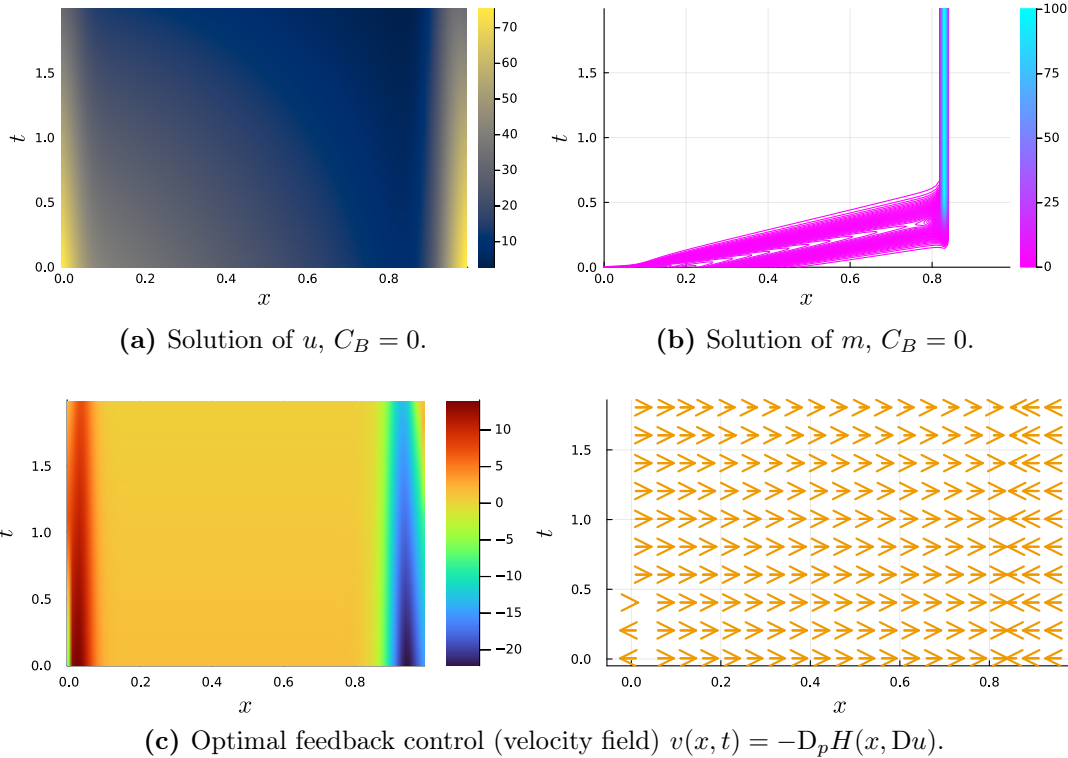 1.5
1.0
0.5
0.0
t
0.0 0.2 0.4 0.6 0.8
x
70
60
50
40
30
20
10
(a) Solution of u, C_B = 0.
1.5
1.0
0.5
0.0
t
0.0 0.2 0.4 0.6 0.8
x
100
75
50
25
0
(b) Solution of m, C_B = 0.
1.5
1.0
0.5
0.0
t
0.0 0.2 0.4 0.6 0.8
x
10
5
0
−5
−10
−15
−20
1.5
1.0
0.5
0.0
t
0.0 0.2 0.4 0.6 0.8
x
(c) Optimal feedback control (velocity field) v(x, t) = −D_pH(x, Du).